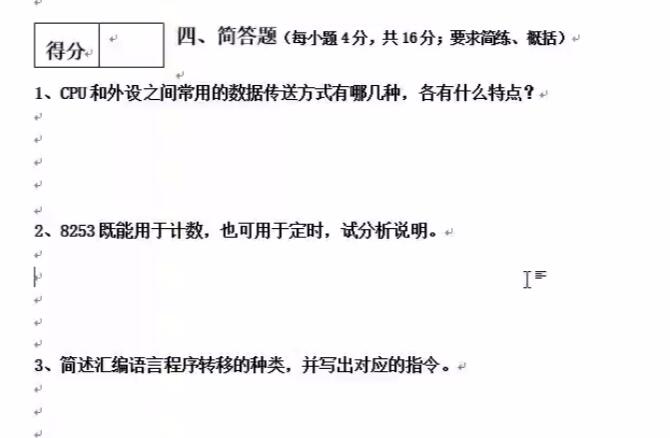 得分
四、简答题（每小题4分，共16分；要求简练、概括）
1、CPU和外设之间常用的数据传送方式有哪几种，各有什么特点？
2、8253既能用于计数，也可用于定时，试分析说明。
3、简述汇编语言程序转移的种类，并写出对应的指令。